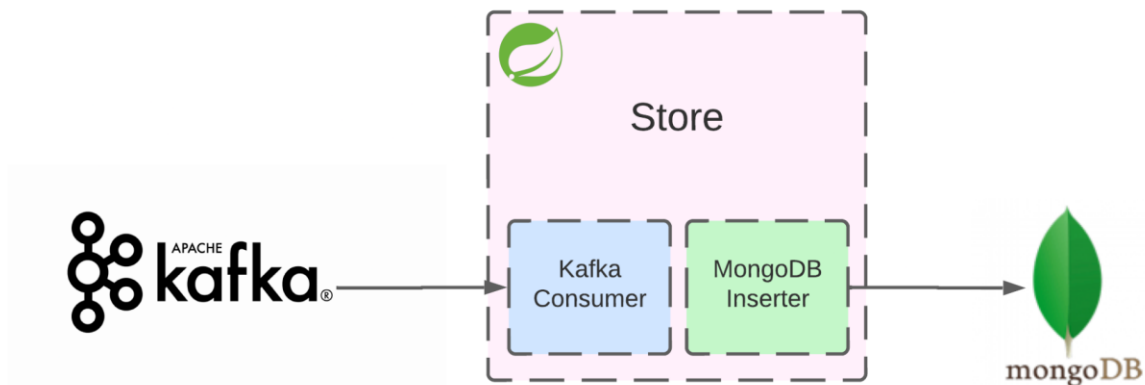 Store
APACHE
kafka®
Kafka
Consumer
MongoDB
Inserter
mongoDB